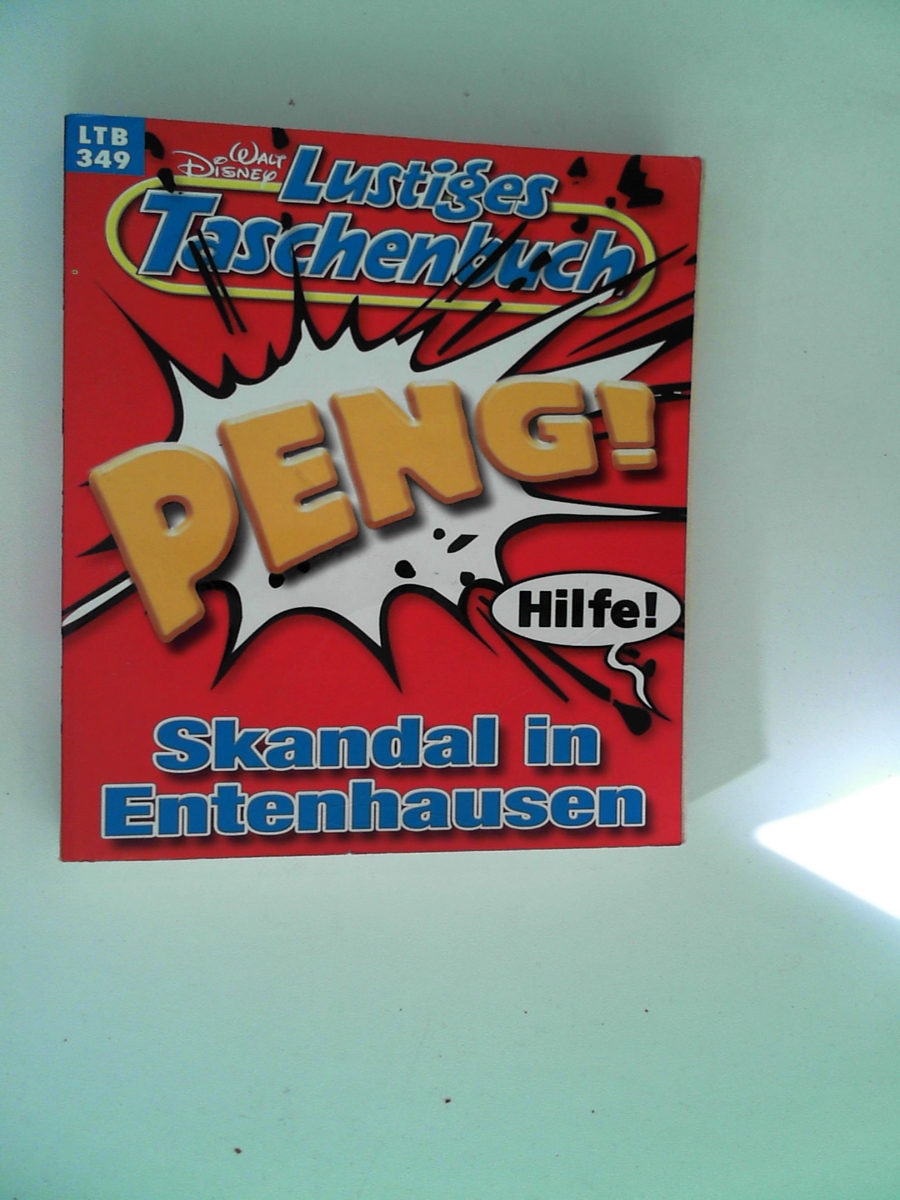 LTB
349
WALT
DISNEY
Lustiges
Taschenbuch
PENG!
Hilfe!
Skandal in
Entenhausen